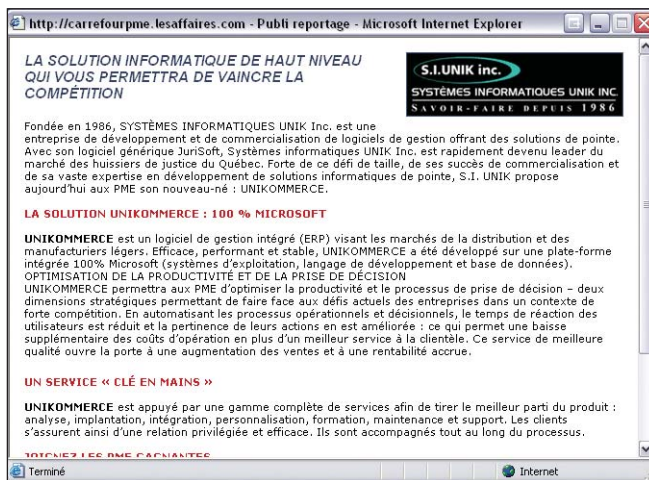 http://carrefourpme.lesaffaires.com - Publi reportage - Microsoft Internet Explorer
LA SOLUTION INFORMATIQUE DE HAUT NIVEAU
QUI VOUS PERMETTRA DE VAINCRE LA
COMPÉTITION
S.I.UNIK inc.
SYSTÈMES INFORMATIQUES UNIK INC.
SAVOIR-FAIRE DEPUIS 1986
Fondée en 1986, SYSTÈMES INFORMATIQUES UNIK Inc. est une
entreprise de développement et de commercialisation de logiciels de gestion offrant des solutions de pointe.
Avec son logiciel générique JuriSoft, Systèmes informatiques UNIK Inc. est rapidement devenu leader du
marché des huissiers de justice du Québec. Forte de ce défi de taille, de ses succès de commercialisation et
de sa vaste expertise en développement de solutions informatiques de pointe, S.I. UNIK propose
aujourd'hui aux PME son nouveau-né : UNIKOMMERCE.
LA SOLUTION UNIKOMMERCE : 100 % MICROSOFT
UNIKOMMERCE est un logiciel de gestion intégré (ERP) visant les marchés de la distribution et des
manufacturiers légers. Efficace, performant et stable, UNIKOMMERCE a été développé sur une plate-forme
intégrée 100% Microsoft (systèmes d'exploitation, langage de développement et base de données).
OPTIMISATION DE LA PRODUCTIVITÉ ET DE LA PRISE DE DÉCISION
UNIKOMMERCE permettra aux PME d'optimiser la productivité et le processus de prise de décision – deux
dimensions stratégiques permettant de faire face aux défis actuels des entreprises dans un contexte de
forte compétition. En automatisant les processus opérationnels et décisionnels, le temps de réaction des
utilisateurs est réduit et la pertinence de leurs actions en est améliorée : ce qui permet une baisse
supplémentaire des coûts d'opération en plus d'un meilleur service à la clientèle. Ce service de meilleure
qualité ouvre la porte à une augmentation des ventes et à une rentabilité accrue.
UN SERVICE « CLÉ EN MAINS »
UNIKOMMERCE est appuyé par une gamme complète de services afin de tirer le meilleur parti du produit :
analyse, implantation, intégration, personnalisation, formation, maintenance et support. Les clients
s'assurent ainsi d'une relation privilégiée et efficace. Ils sont accompagnés tout au long du processus.
JOIGNEZ LES PME GAGNANTES
Terminé
Internet